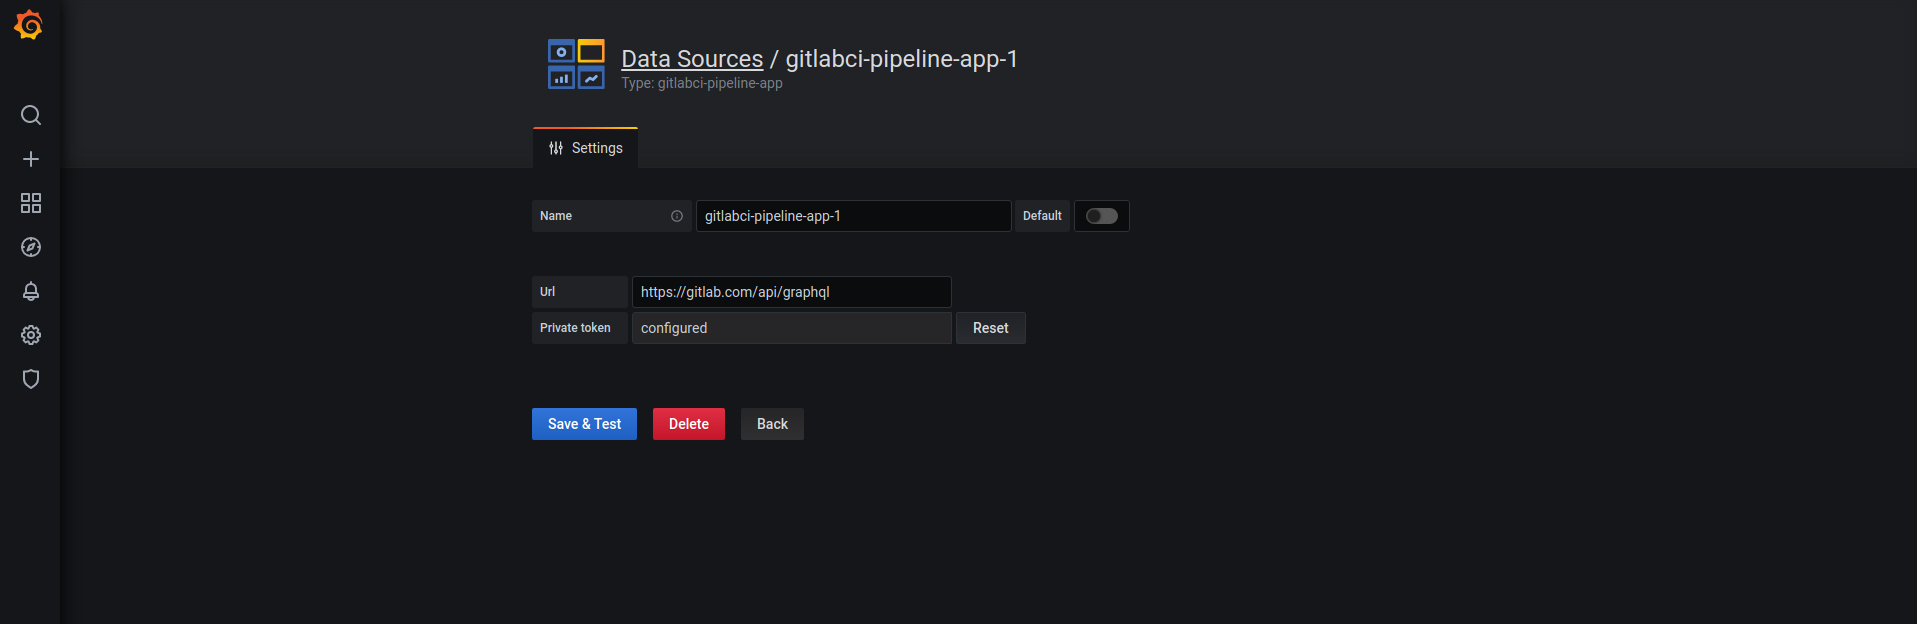 Data Sources / gitlabci-pipeline-app-1
Type: gitlabci-pipeline-app
Settings
Name gitlabci-pipeline-app-1 Default
Url https://gitlab.com/api/graphql
Private token configured Reset
Save & Test Delete Back